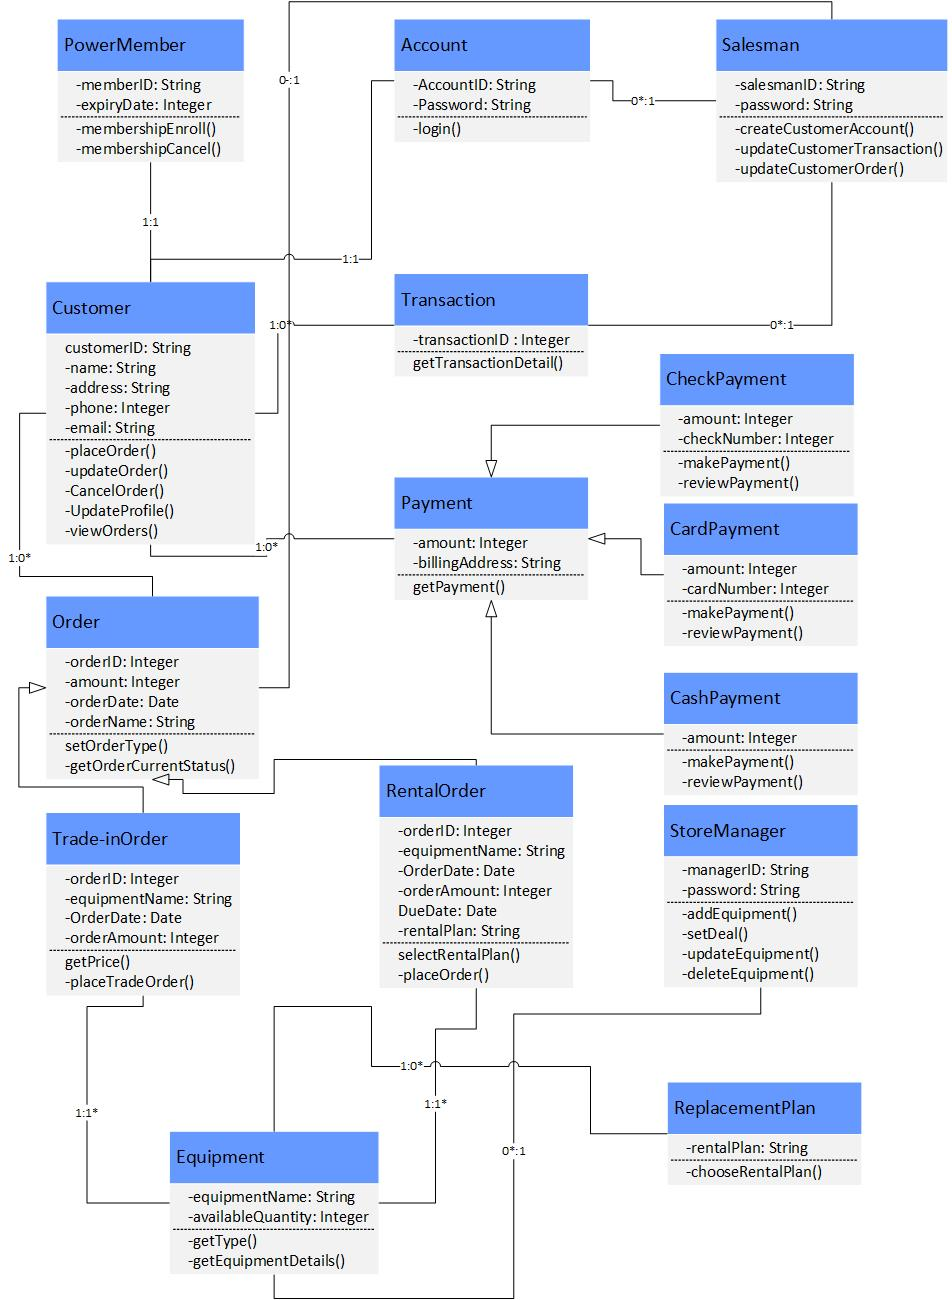 PowerMember
-memberID: String
-expiryDate: Integer
-membershipEnroll()
-membershipCancel()
Account
-AccountID: String
-Password: String
-login()
Salesman
-salesmanID: String
-password: String
-createCustomerAccount()
-updateCustomerTransaction()
-updateCustomerOrder()
0-:1
0*:1
1:1
1:1
Customer
customerID: String
-name: String
-address: String
-phone: Integer
-email: String
-placeOrder()
-updateOrder()
-CancelOrder()
-UpdateProfile()
-viewOrders()
1:0*
Transaction
-transactionID : Integer
getTransactionDetail()
0*:1
CheckPayment
-amount: Integer
-checkNumber: Integer
-makePayment()
-reviewPayment()
Payment
-amount: Integer
-billingAddress: String
getPayment()
1:0*
1:0*
CardPayment
-amount: Integer
-cardNumber: Integer
-makePayment()
-reviewPayment()
Order
-orderID: Integer
-amount: Integer
-orderDate: Date
-orderName: String
setOrderType()
-getOrderCurrentStatus()
CashPayment
-amount: Integer
-makePayment()
-reviewPayment()
RentalOrder
-orderID: Integer
-equipmentName: String
-OrderDate: Date
-orderAmount: Integer
DueDate: Date
-rentalPlan: String
selectRentalPlan()
-placeOrder()
StoreManager
-managerID: String
-password: String
-addEquipment()
-setDeal()
-updateEquipment()
-deleteEquipment()
Trade-inOrder
-orderID: Integer
-equipmentName: String
-OrderDate: Date
-orderAmount: Integer
getPrice()
-placeTradeOrder()
1:0*
1:1*
1:1*
0*:1
ReplacementPlan
-rentalPlan: String
-chooseRentalPlan()
Equipment
-equipmentName: String
-availableQuantity: Integer
-getType()
-getEquipmentDetails()